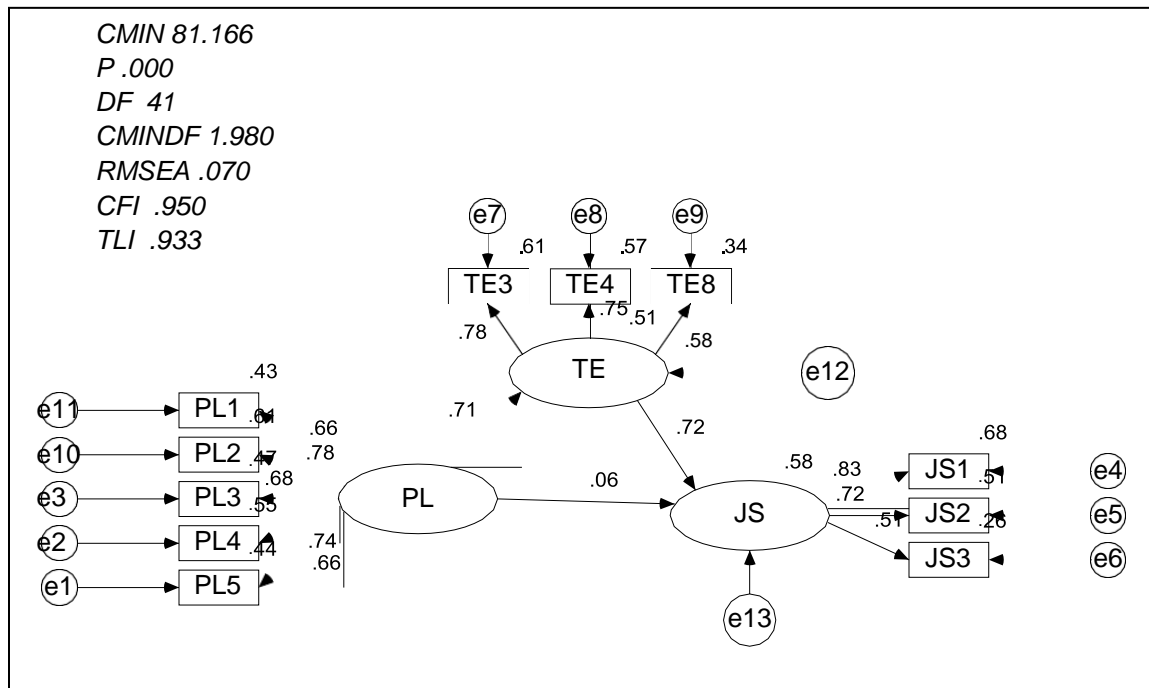 CMIN 81.166
P .000
DF 41
CMINDF 1.980
RMSEA .070
CFI .950
TLI .933
e7
e8
e9
.61
.57
.34
TE3
TE4
TE8
.75
.51
.78
.58
TE
e12
.43
.71
e11
PL1
.61
.66
.72
e10
PL2
.78
.47
.68
PL3
e3
.68
.55
PL
.06
.58
.83
JS1
e4
.51
.72
JS
JS2
e5
.51
.26
e2
PL4
.44
.74
.66
JS3
e6
e1
PL5
e13